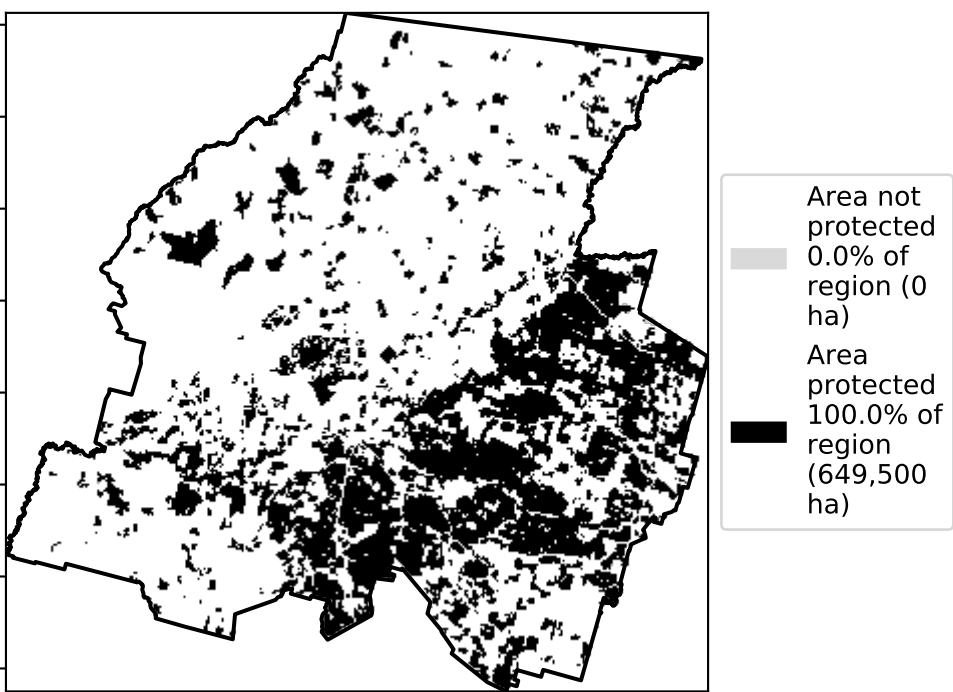 Area not
protected
0.0% of
region (0
ha)
Area
protected
100.0% of
region
(649,500
ha)